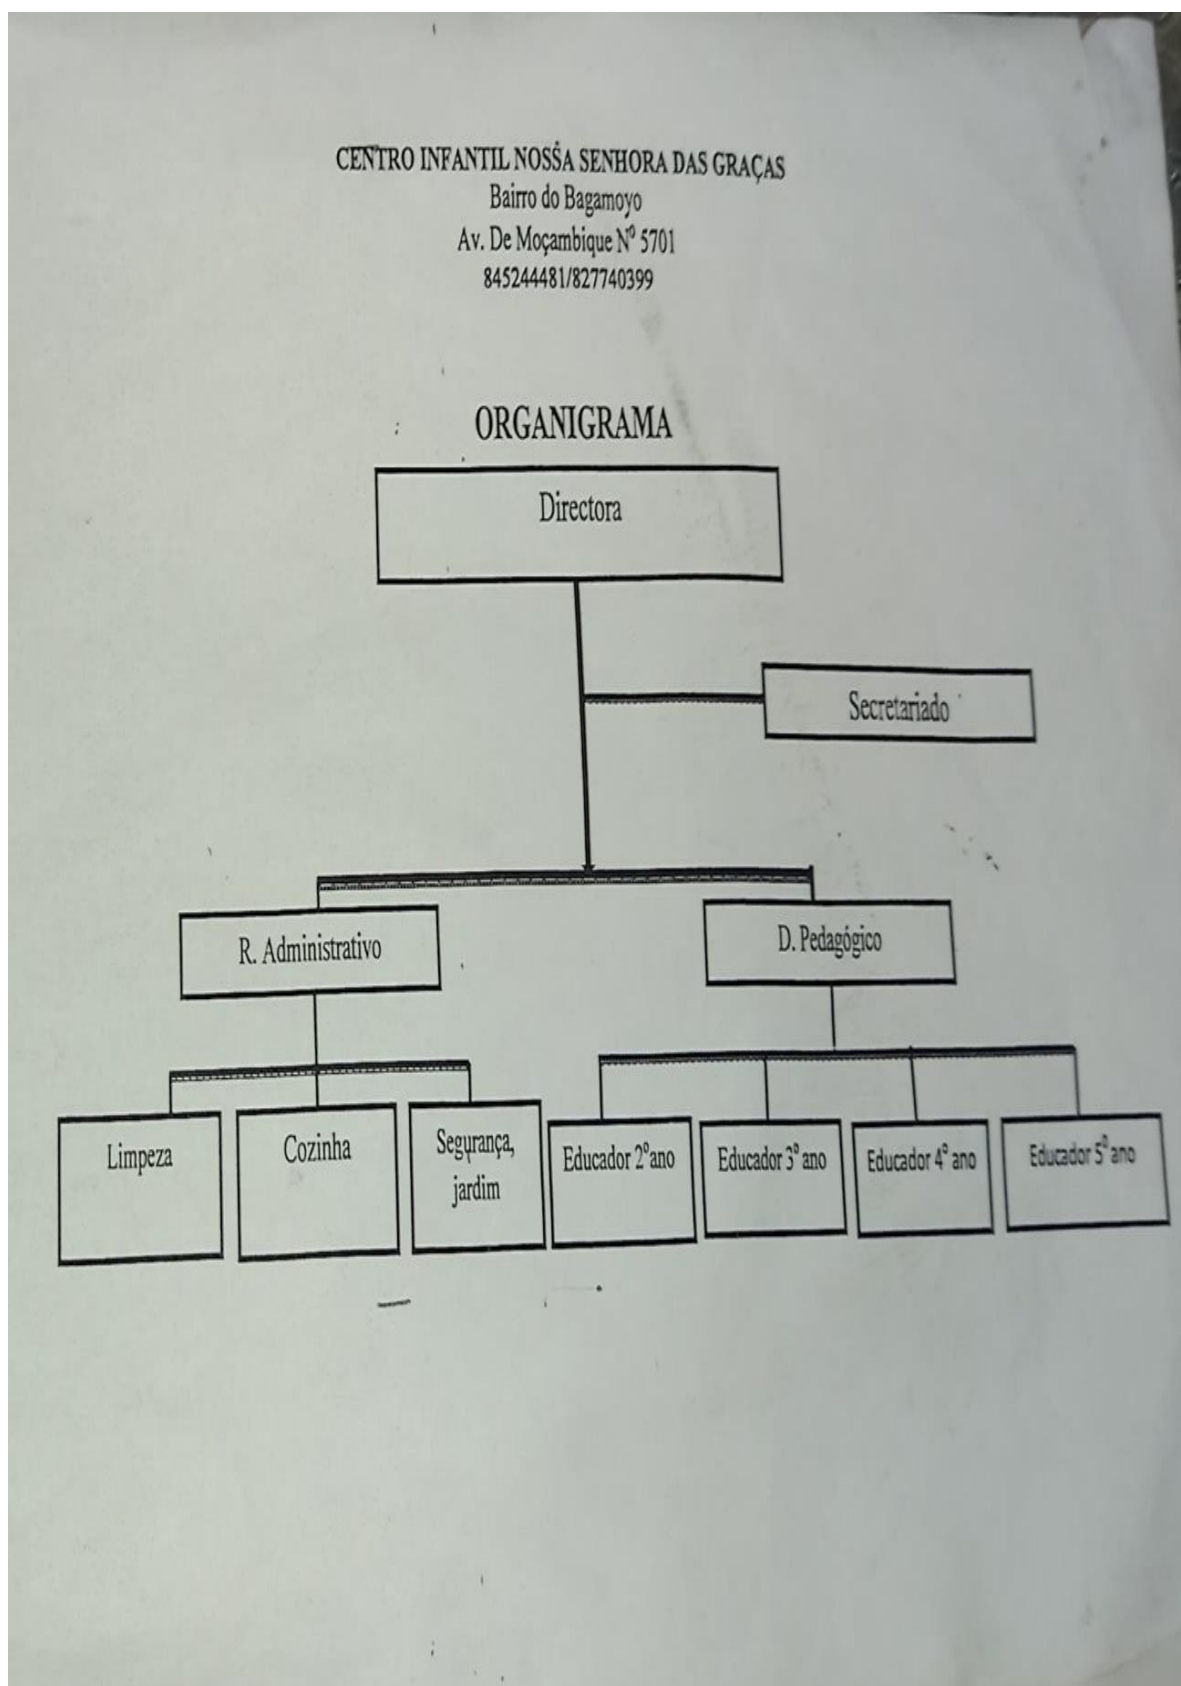 CENTRO INFANTIL NOSSA SENHORA DAS GRAÇAS
Bairro do Bagamoyo
Av. De Moçambique Nº 5701
845244481/827740399
ORGANIGRAMA
Directora
Secretariado
R. Administrativo
D. Pedagógico
Limpeza
Cozinha
Segurança,
jardim
Educador 2ºano
Educador 3º ano
Educador 4º ano
Educador 5º ano